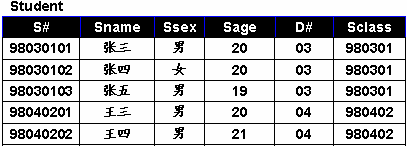 Student
S# Sname Ssex Sage D# Sclass
98030101 张三 男 20 03 980301
98030102 张四 女 20 03 980301
98030103 张五 男 19 03 980301
98040201 王三 男 20 04 980402
98040202 王四 男 21 04 980402